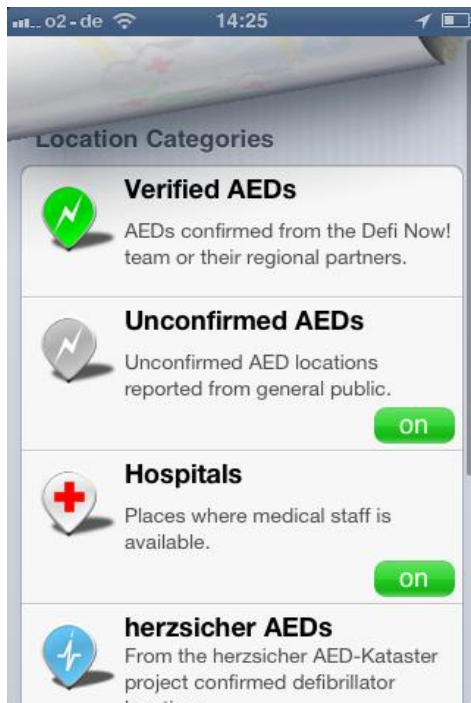 o2-de 14:25
Location Categories
Verified AEDs
AEDs confirmed from the Defi Now!
team or their regional partners.
Unconfirmed AEDs
Unconfirmed AED locations
reported from general public.
on
Hospitals
Places where medical staff is
available.
on
herzsicher AEDs
From the herzsicher AED-Kataster
project confirmed defibrillator